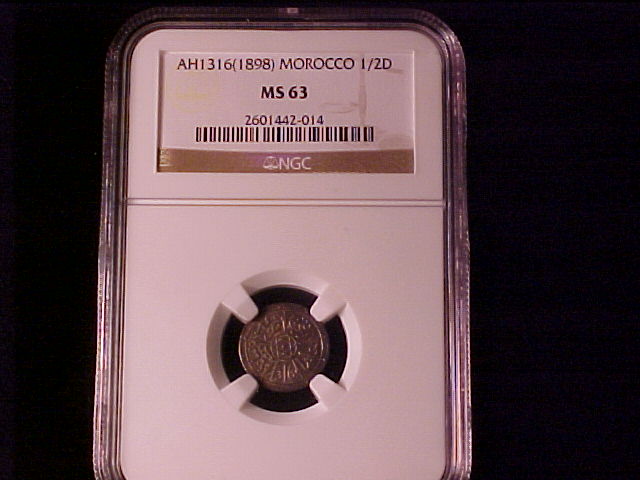 AH1316(1898) MOROCCO 1/2D
MS 63
2601442-014
NGC